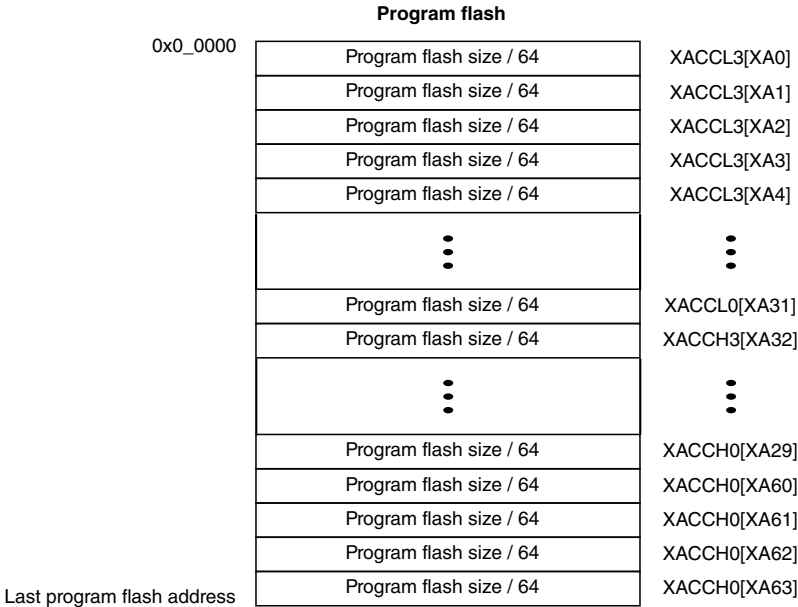 Program flash
0x0_0000
Program flash size / 64 XACCL3[XA0]
Program flash size / 64 XACCL3[XA1]
Program flash size / 64 XACCL3[XA2]
Program flash size / 64 XACCL3[XA3]
Program flash size / 64 XACCL3[XA4]
Program flash size / 64 XACCL0[XA31]
Program flash size / 64 XACCH3[XA32]
Program flash size / 64 XACCH0[XA29]
Program flash size / 64 XACCH0[XA60]
Program flash size / 64 XACCH0[XA61]
Program flash size / 64 XACCH0[XA62]
Program flash size / 64 XACCH0[XA63]
Last program flash address